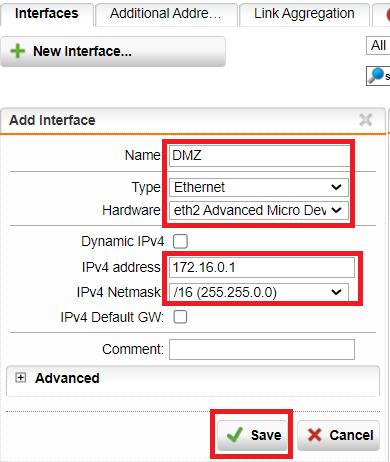 Interfaces
Additional Addre…
Link Aggregation
New Interface...
All
Add Interface
Name: DMZ
Type: Ethernet
Hardware: eth2 Advanced Micro Dev
Dynamic IPv4
IPv4 address: 172.16.0.1
IPv4 Netmask: /16 (255.255.0.0)
IPv4 Default GW:
Comment:
Advanced
Save
Cancel